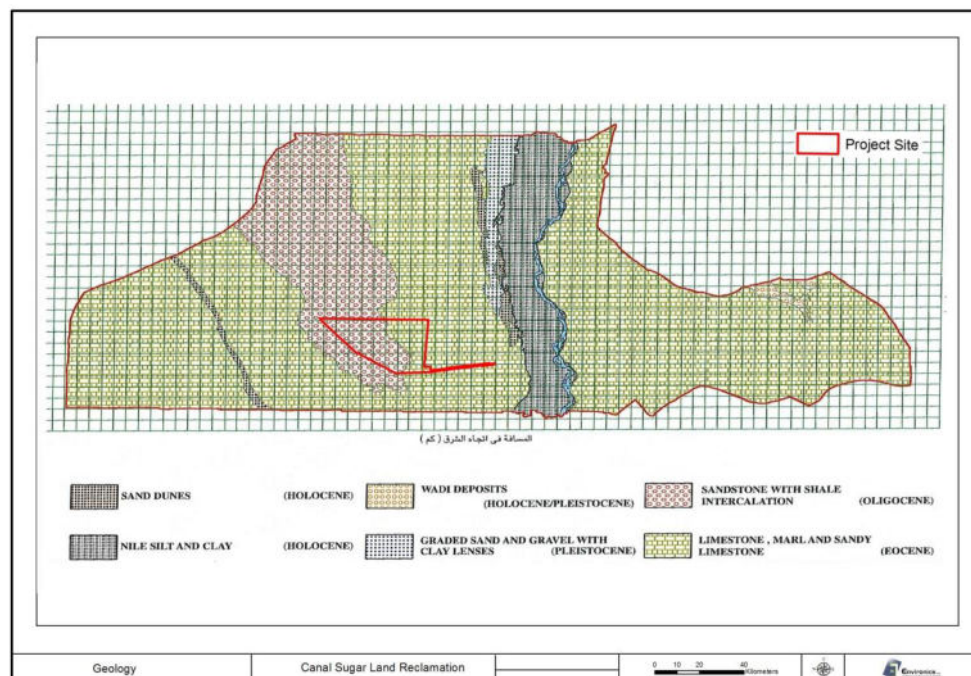 Project Site
المسافة فى اتجاه الشرق ( كم )
SAND DUNES (HOLOCENE)
WADI DEPOSITS
(HOLOCENE/PLEISTOCENE)
SANDSTONE WITH SHALE
INTERCALATION (OLIGOCENE)
NILE SILT AND CLAY (HOLOCENE)
GRADED SAND AND GRAVEL WITH
CLAY LENSES (PLEISTOCENE)
LIMESTONE , MARL AND SANDY
LIMESTONE (EOCENE)
Geology
Canal Sugar Land Reclamation
0 10 20 40
Kilometers
Environics